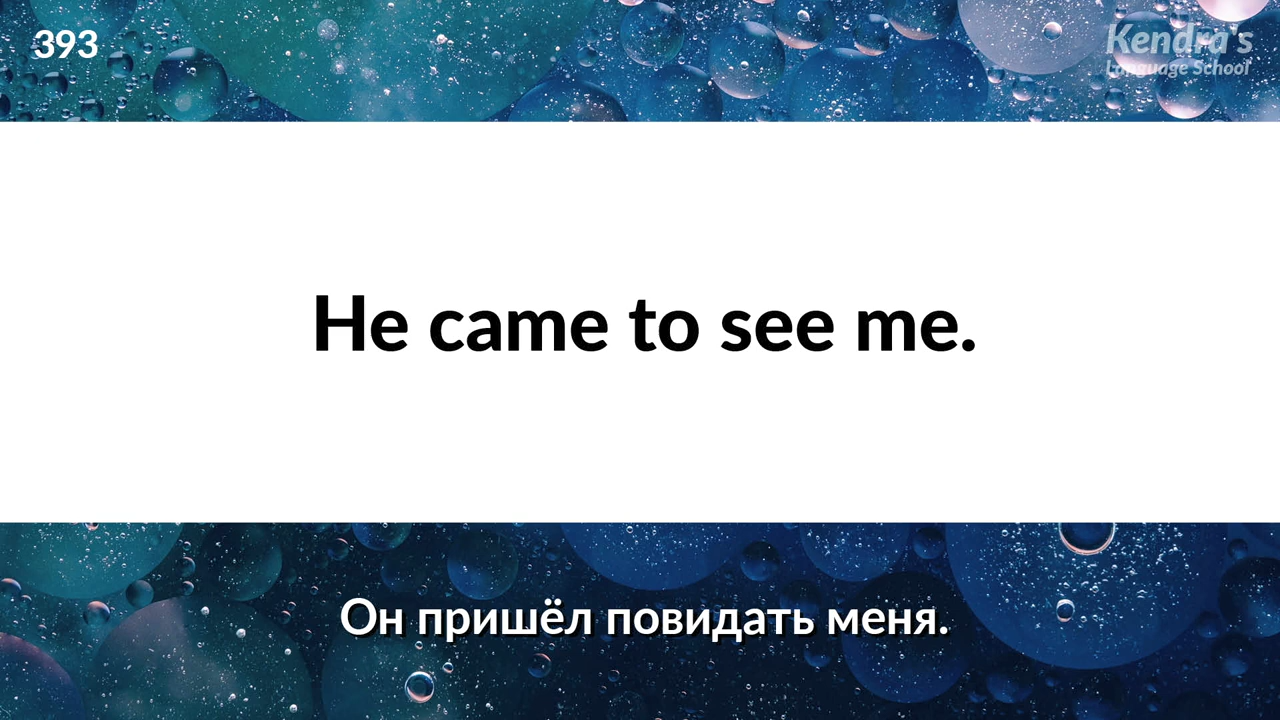 393
Kendra's
Language School
He came to see me.
Он пришёл повидать меня.